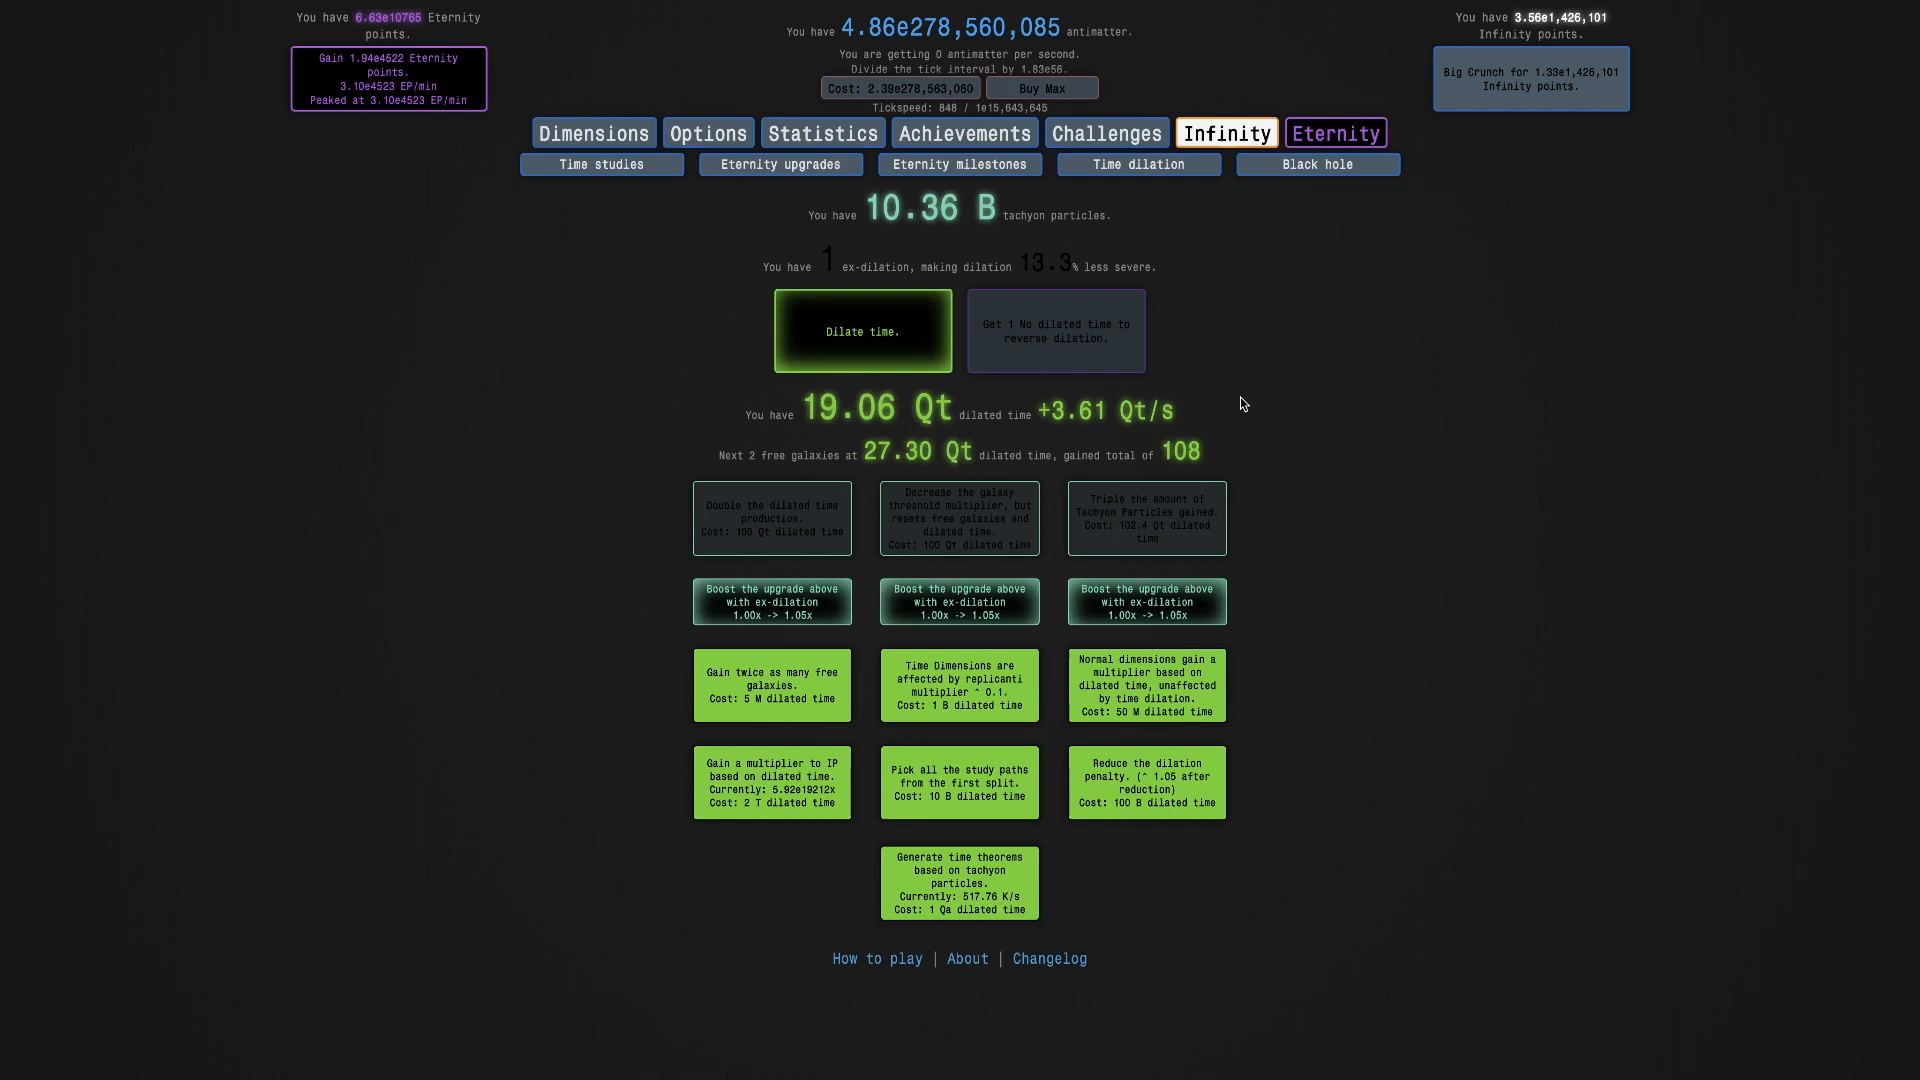 You have 6.63e10765 Eternity
points.
Gain 1.94e4522 Eternity
points.
3.10e4523 EP/min
Peaked at 3.10e4523 EP/min
You have 4.86e278,560,085 antimatter.
You are getting 0 antimatter per second.
Divide the tick interval by 1.83e56.
Cost: 2.39e278,563,060
Buy Max
Tickspeed: 848 / 1e15,643,645
You have 3.56e1,426,101
Infinity points.
Big Crunch for 1.33e1,426,101
Infinity points.
Dimensions
Options
Statistics
Achievements
Challenges
Infinity
Eternity
Time studies
Eternity upgrades
Eternity milestones
Time dilation
Black hole
You have 10.36 B tachyon particles.
You have 1 ex-dilation, making dilation 13.3% less severe.
Dilate time.
Get 1 No dilated time to
reverse dilation.
You have 19.06 Qt dilated time +3.61 Qt/s
Next 2 free galaxies at 27.30 Qt dilated time, gained total of 108
Double the dilated time
production.
Cost: 100 Qt dilated time
Decrease the galaxy
threshold multiplier, but
resets free galaxies and
dilated time.
Cost: 100 Qt dilated time
Triple the amount of
Tachyon Particles gained.
Cost: 102.4 Qt dilated
time
Boost the upgrade above
with ex-dilation
1.00x -> 1.05x
Boost the upgrade above
with ex-dilation
1.00x -> 1.05x
Boost the upgrade above
with ex-dilation
1.00x -> 1.05x
Gain twice as many free
galaxies.
Cost: 5 M dilated time
Time Dimensions are
affected by replicanti
multiplier ^ 0.1.
Cost: 1 B dilated time
Normal dimensions gain a
multiplier based on
dilated time, unaffected
by time dilation.
Cost: 50 M dilated time
Gain a multiplier to IP
based on dilated time.
Currently: 5.92e19212x
Cost: 2 T dilated time
Pick all the study paths
from the first split.
Cost: 10 B dilated time
Reduce the dilation
penalty. (^ 1.05 after
reduction)
Cost: 100 B dilated time
Generate time theorems
based on tachyon
particles.
Currently: 517.76 K/s
Cost: 1 Qa dilated time
How to play | About | Changelog